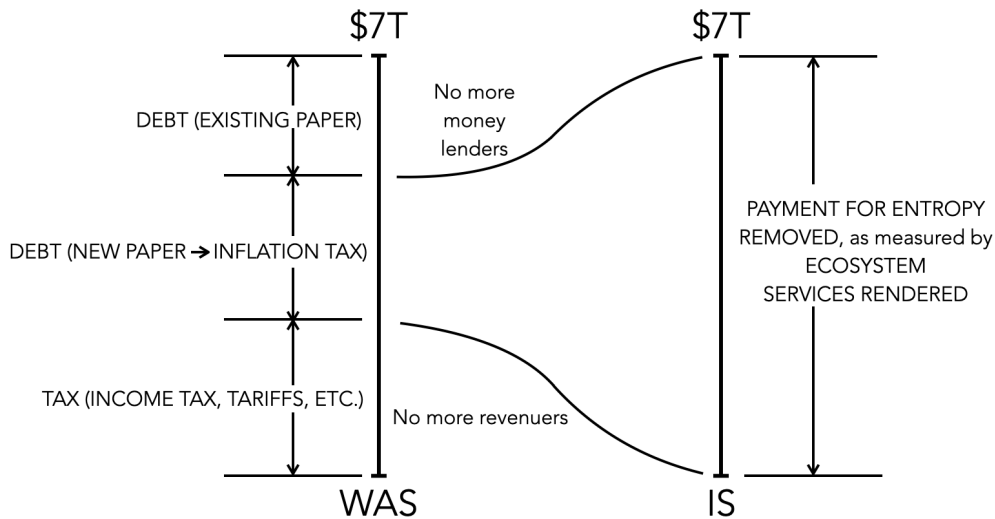 $7T
$7T
DEBT (EXISTING PAPER)
No more
money
lenders
DEBT (NEW PAPER → INFLATION TAX)
PAYMENT FOR ENTROPY
REMOVED, as measured by
ECOSYSTEM
SERVICES RENDERED
TAX (INCOME TAX, TARIFFS, ETC.)
No more revenuers
WAS
IS